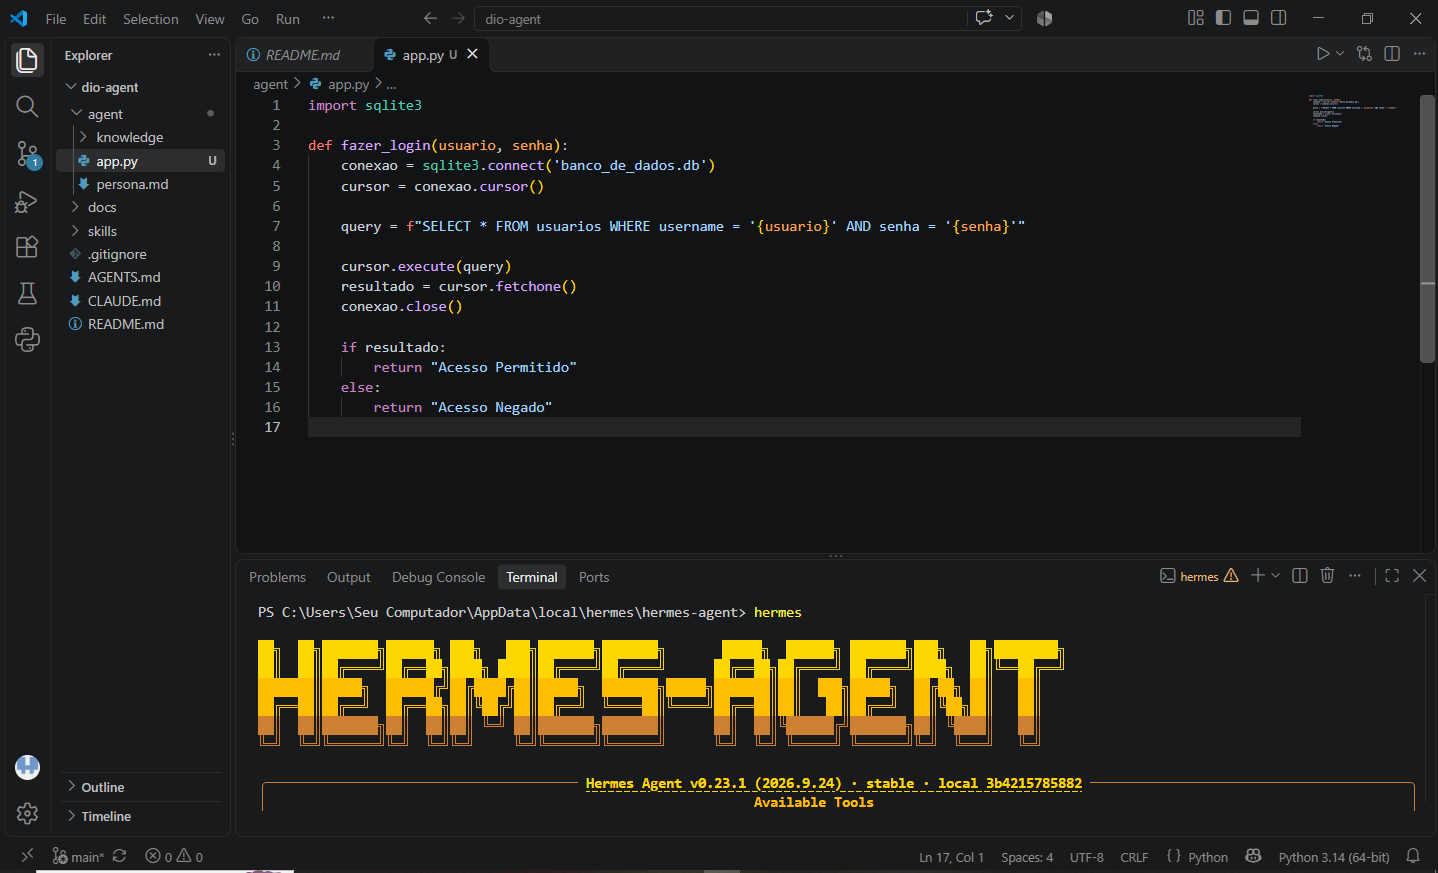 File Edit Selection View Go Run ··· dio-agent
Explorer ···
dio-agent
agent
knowledge
app.py U
persona.md
docs
skills
.gitignore
AGENTS.md
CLAUDE.md
README.md
Outline
Timeline
1
README.md app.py U
agent > app.py > ...
1 import sqlite3
2
3 def fazer_login(usuario, senha):
4     conexao = sqlite3.connect('banco_de_dados.db')
5     cursor = conexao.cursor()
6
7     query = f"SELECT * FROM usuarios WHERE username = '{usuario}' AND senha = '{senha}'"
8
9     cursor.execute(query)
10     resultado = cursor.fetchone()
11     conexao.close()
12
13     if resultado:
14         return "Acesso Permitido"
15     else:
16         return "Acesso Negado"
17
Problems Output Debug Console Terminal Ports hermes
PS C:\Users\Seu Computador\AppData\local\hermes\hermes-agent> hermes
HERMES-AGENT
Hermes Agent v0.23.1 (2026.9.24) · stable · local 3b4215785882
Available Tools
main* 0 0 Ln 17, Col 1 Spaces: 4 UTF-8 CRLF {} Python Python 3.14 (64-bit)